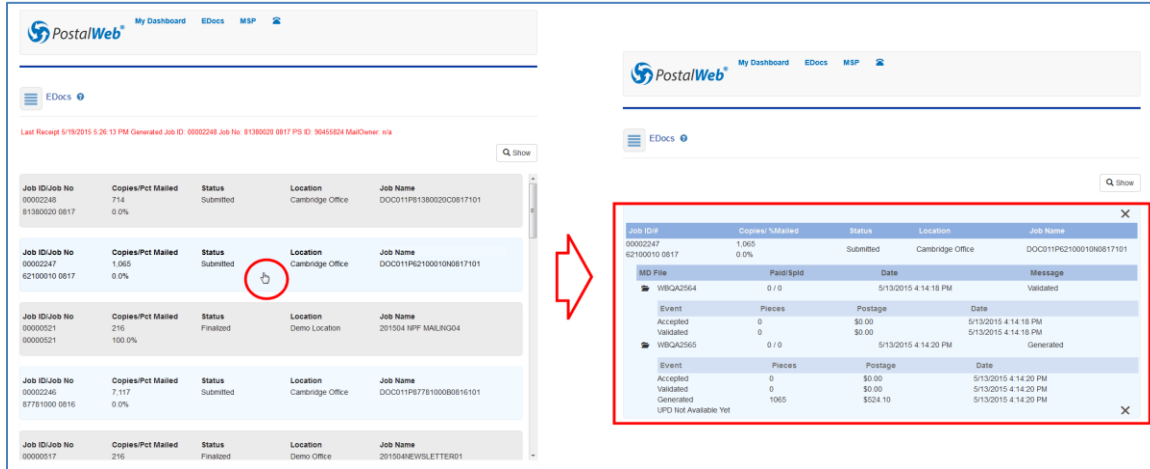 PostalWeb®
My Dashboard EDocs MSP
EDocs
Last Receipt 5/19/2015 5:26:13 PM Generated Job ID: 00002248 Job No: 81380020 0817 PS ID: 90455824 MailOwner: n/a
Show
Job ID/Job No Copies/Pct Mailed Status Location Job Name
00002248 714 Submitted Cambridge Office DOC011P81380020C0817101
81380020 0817 0.0%
Job ID/Job No Copies/Pct Mailed Status Location Job Name
00002247 1,065 Submitted Cambridge Office DOC011P62100010N0817101
62100010 0817 0.0%
Job ID/Job No Copies/Pct Mailed Status Location Job Name
00000521 216 Finalized Demo Location 201504 NPF MAILING04
00000521 100.0%
Job ID/Job No Copies/Pct Mailed Status Location Job Name
00002246 7,117 Submitted Cambridge Office DOC011P87781000B0816101
87781000 0816 0.0%
Job ID/Job No Copies/Pct Mailed Status Location Job Name
00000517 216 Finalized Demo Office 201504NEWSLETTER01
PostalWeb®
My Dashboard EDocs MSP
EDocs
Show
Job ID/# Copies/ %Mailed Status Location Job Name
00002247 1,065 Submitted Cambridge Office DOC011P62100010N0817101
62100010 0817 0.0%
MD File Paid/Spld Date Message
WBQA2564 0 / 0 5/13/2015 4:14:18 PM Validated
Event Pieces Postage Date
Accepted 0 $0.00 5/13/2015 4:14:18 PM
Validated 0 $0.00 5/13/2015 4:14:18 PM
WBQA2565 0 / 0 5/13/2015 4:14:20 PM Generated
Event Pieces Postage Date
Accepted 0 $0.00 5/13/2015 4:14:20 PM
Validated 0 $0.00 5/13/2015 4:14:20 PM
Generated 1065 $524.10 5/13/2015 4:14:20 PM
UPD Not Available Yet